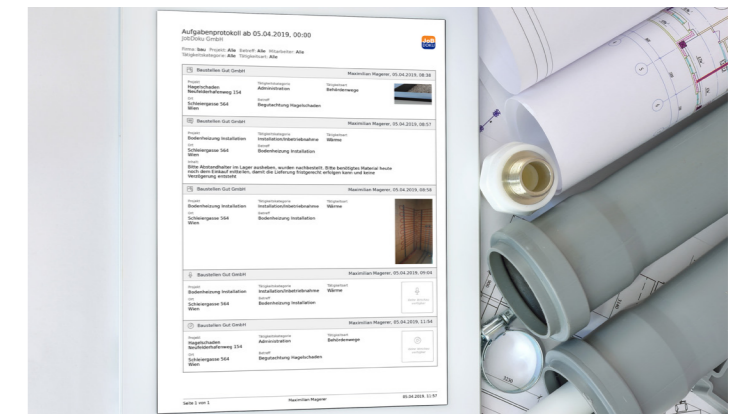 Aufgabenprotokoll ab 05.04.2019, 00:00
JobDoku GmbH
JoB
DOKU
Firma: bau Projekt: Alle Betreff: Alle Mitarbeiter: Alle
Tätigkeitskategorie: Alle Tätigkeitsart: Alle
Baustellen Gut GmbH Maximilian Magerer, 05.04.2019, 08:38
Projekt Tätigkeitskategorie Tätigkeitsart
Hagelschaden Administration Behördenwege
Neufelderhafenweg 154
Ort Betreff
Schleiergasse 564 Begutachtung Hagelschaden
Wien
Baustellen Gut GmbH Maximilian Magerer, 05.04.2019, 08:57
Projekt Tätigkeitskategorie Tätigkeitsart
Bodenheizung Installation Installation/Inbetriebnahme Wärme
Ort Betreff
Schleiergasse 564 Bodenheizung Installation
Wien
Bitte Abstandhalter im Lager ausheben, wurden nachbestellt. Bitte benötigtes Material heute
noch dem Einkauf mitteilen, damit die Lieferung fristgerecht erfolgen kann und keine
Verzögerung entsteht
Baustellen Gut GmbH Maximilian Magerer, 05.04.2019, 08:56
Projekt Tätigkeitskategorie Tätigkeitsart
Bodenheizung Installation Installation/Inbetriebnahme Wärme
Ort Betreff
Schleiergasse 564 Bodenheizung Installation
Wien
Baustellen Gut GmbH Maximilian Magerer, 05.04.2019, 09:04
Projekt Tätigkeitskategorie Tätigkeitsart
Bodenheizung Installation Installation/Inbetriebnahme Wärme
Ort Betreff
Schleiergasse 564 Bodenheizung Installation
Wien
Baustellen Gut GmbH Maximilian Magerer, 05.04.2019, 11:54
Projekt Tätigkeitskategorie Tätigkeitsart
Hagelschaden Administration Behördenwege
Neufelderhafenweg 154
Ort Betreff
Schleiergasse 564 Begutachtung Hagelschaden
Wien
Seite 1 von 1 Maximilian Magerer 05.04.2019, 11:57
3230